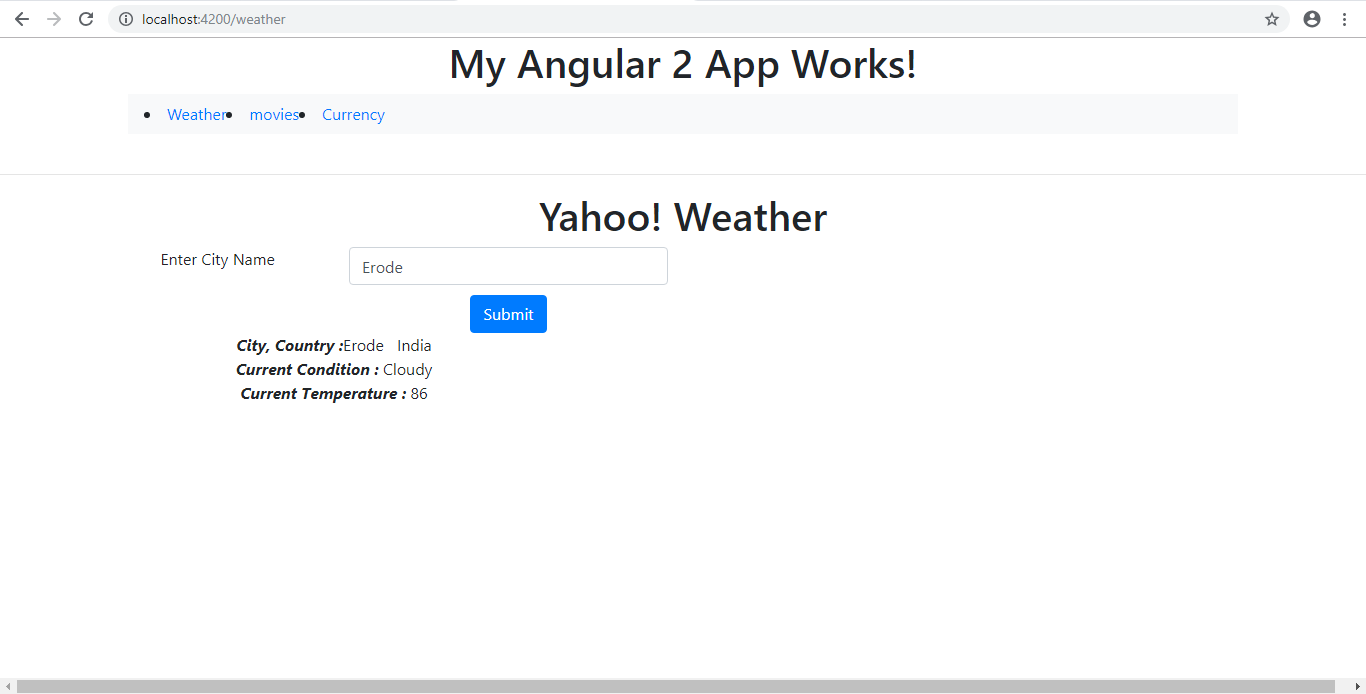 localhost:4200/weather
My Angular 2 App Works!
• Weather • movies • Currency
Yahoo! Weather
Enter City Name Erode
Submit
City, Country :Erode India
Current Condition : Cloudy
Current Temperature : 86